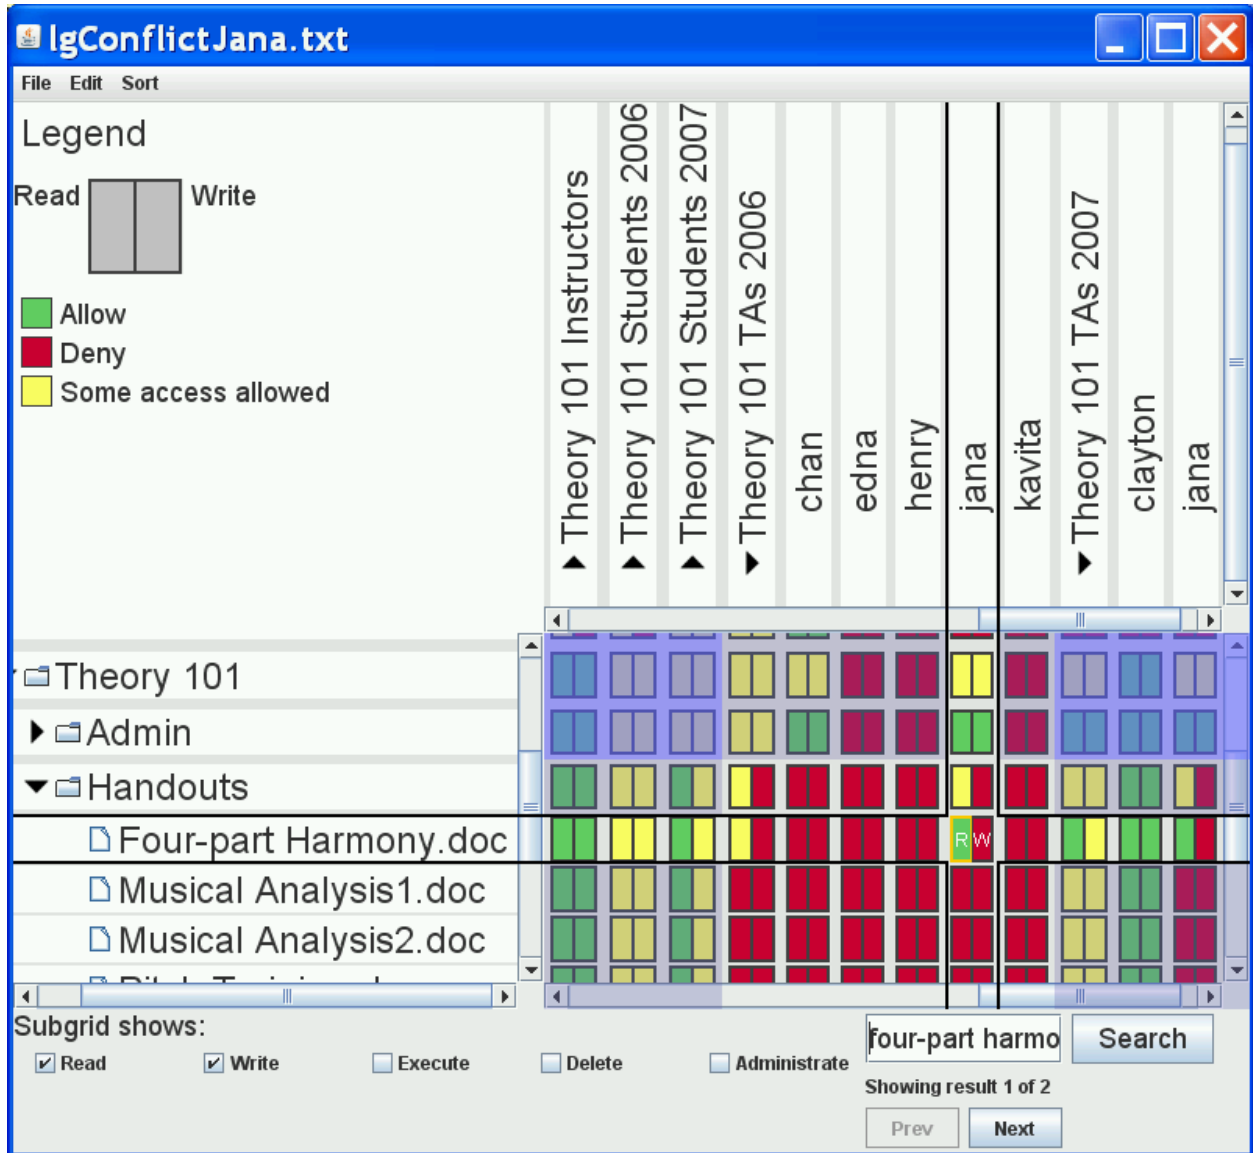 lgConflictJana.txt
File Edit Sort
Legend
Read Write
Allow
Deny
Some access allowed
Theory 101 Instructors
Theory 101 Students 2006
Theory 101 Students 2007
Theory 101 TAs 2006
chan
edna
henry
jana
kavita
Theory 101 TAs 2007
clayton
jana
Theory 101
Admin
Handouts
Four-part Harmony.doc
R W
Musical Analysis1.doc
Musical Analysis2.doc
Subgrid shows:
Read Write Execute Delete Administrate
four-part harmo Search
Showing result 1 of 2
Prev Next